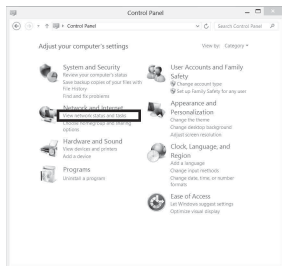 Control Panel
Control Panel
Search Control Panel
Adjust your computer's settings
View by: Category
System and Security
Review your computer's status
Save backup copies of your files with
File History
Find and fix problems
Network and Internet
View network status and tasks
Choose homegroup and sharing
options
Hardware and Sound
View devices and printers
Add a device
Programs
Uninstall a program
User Accounts and Family
Safety
Change account type
Set up Family Safety for any user
Appearance and
Personalization
Change the theme
Change desktop background
Adjust screen resolution
Clock, Language, and
Region
Add a language
Change input methods
Change date, time, or number
formats
Ease of Access
Let Windows suggest settings
Optimize visual display